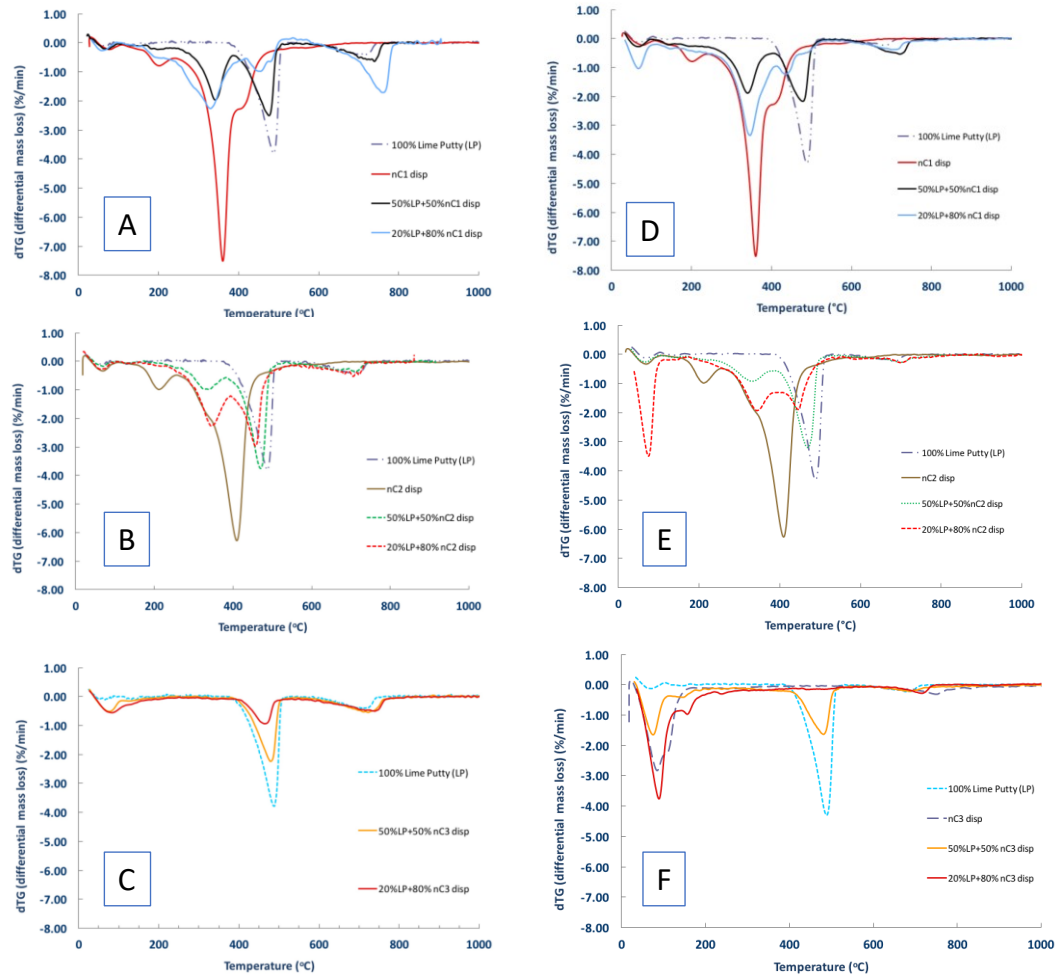 1.00
0.00
-1.00
-2.00
-3.00
-4.00
-5.00
-6.00
-7.00
-8.00
dTG (differential mass loss) (%/min)
0 200 400 600 800 1000
Temperature (°C)
100% Lime Putty (LP)
nC1 disp
50%LP+50%nC1 disp
20%LP+80% nC1 disp
A
1.00
0.00
-1.00
-2.00
-3.00
-4.00
-5.00
-6.00
-7.00
-8.00
dTG (differential mass loss) (%/min)
0 200 400 600 800 1000
Temperature (°C)
100% Lime Putty (LP)
nC1 disp
50%LP+50%nC1 disp
20%LP+80% nC1 disp
D
1.00
0.00
-1.00
-2.00
-3.00
-4.00
-5.00
-6.00
-7.00
-8.00
dTG (differential mass loss) (%/min)
0 200 400 600 800 1000
Temperature (°C)
100% Lime Putty (LP)
nC2 disp
50%LP+50%nC2 disp
20%LP+80% nC2 disp
B
1.00
0.00
-1.00
-2.00
-3.00
-4.00
-5.00
-6.00
-7.00
-8.00
dTG (differential mass loss) (%/min)
0 200 400 600 800 1000
Temperature (°C)
100% Lime Putty (LP)
nC2 disp
50%LP+50%nC2 disp
20%LP+80% nC2 disp
E
1.00
0.00
-1.00
-2.00
-3.00
-4.00
-5.00
-6.00
-7.00
-8.00
dTG (differential mass loss) (%/min)
0 200 400 600 800 1000
Temperature (°C)
100% Lime Putty (LP)
50%LP+50% nC3 disp
20%LP+80% nC3 disp
C
1.00
0.00
-1.00
-2.00
-3.00
-4.00
-5.00
-6.00
-7.00
-8.00
dTG (differential mass loss) (%/min)
0 200 400 600 800 1000
Temperature (°C)
100% Lime Putty (LP)
nC3 disp
50%LP+50% nC3 disp
20%LP+80% nC3 disp
F